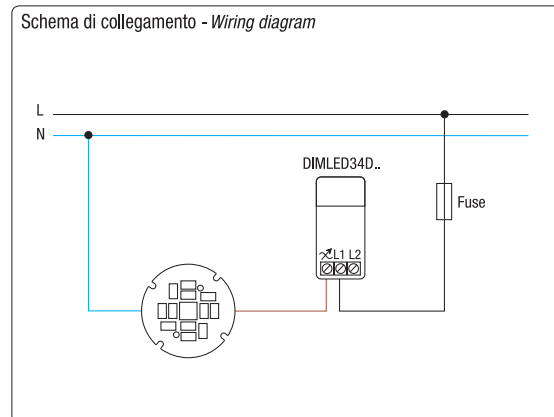 Schema di collegamento - Wiring diagram
L
N
DIMLED34D..
Fuse
L1 L2